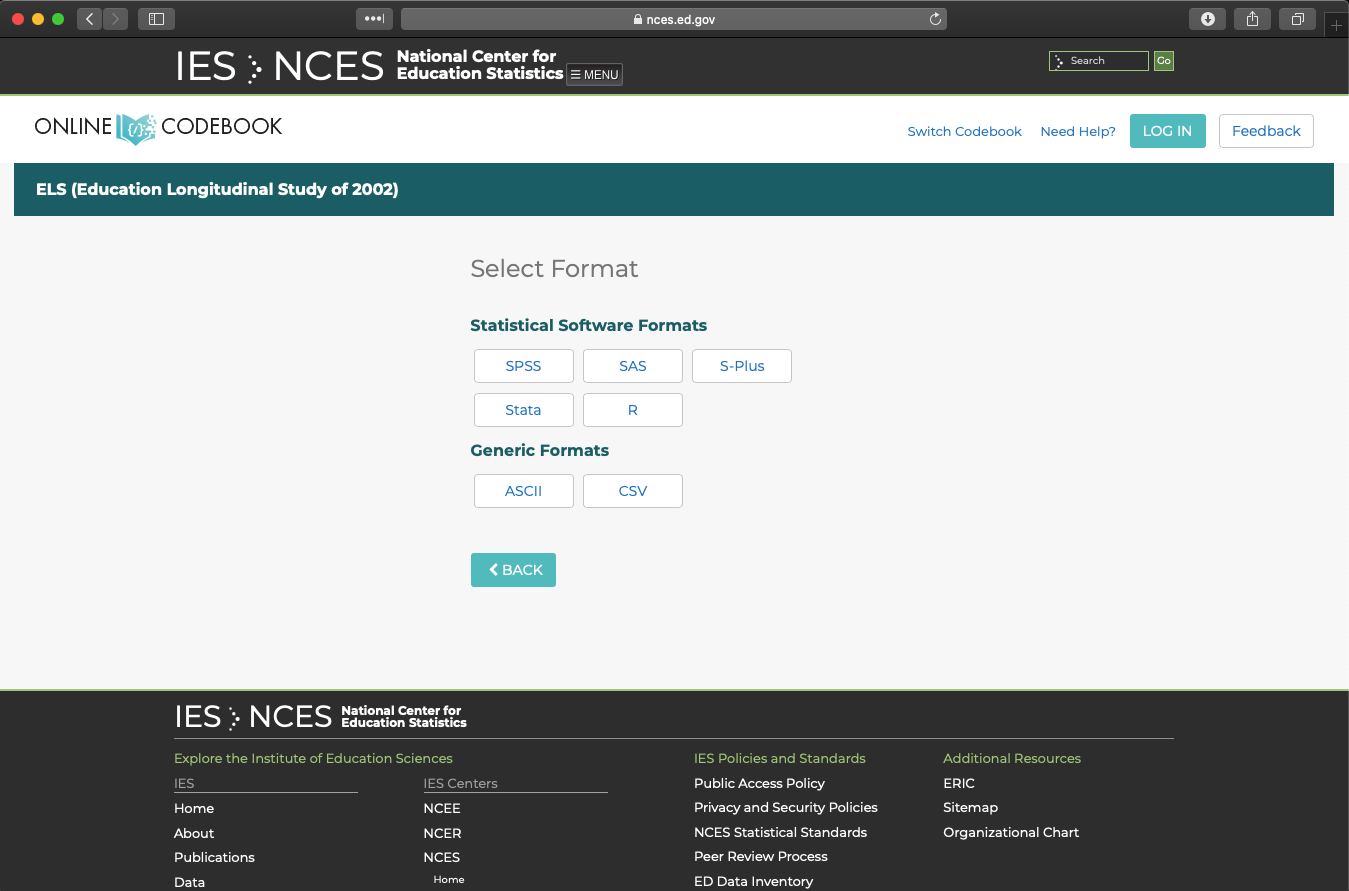 nces.ed.gov
IES NCES National Center for
Education Statistics
☰ MENU
Search
Go
ONLINE CODEBOOK
Switch Codebook
Need Help?
LOG IN
Feedback
ELS (Education Longitudinal Study of 2002)
Select Format
Statistical Software Formats
SPSS
SAS
S-Plus
Stata
R
Generic Formats
ASCII
CSV
BACK
IES NCES National Center for
Education Statistics
Explore the Institute of Education Sciences
IES
Home
About
Publications
Data
IES Centers
NCEE
NCER
NCES
Home
IES Policies and Standards
Public Access Policy
Privacy and Security Policies
NCES Statistical Standards
Peer Review Process
ED Data Inventory
Additional Resources
ERIC
Sitemap
Organizational Chart